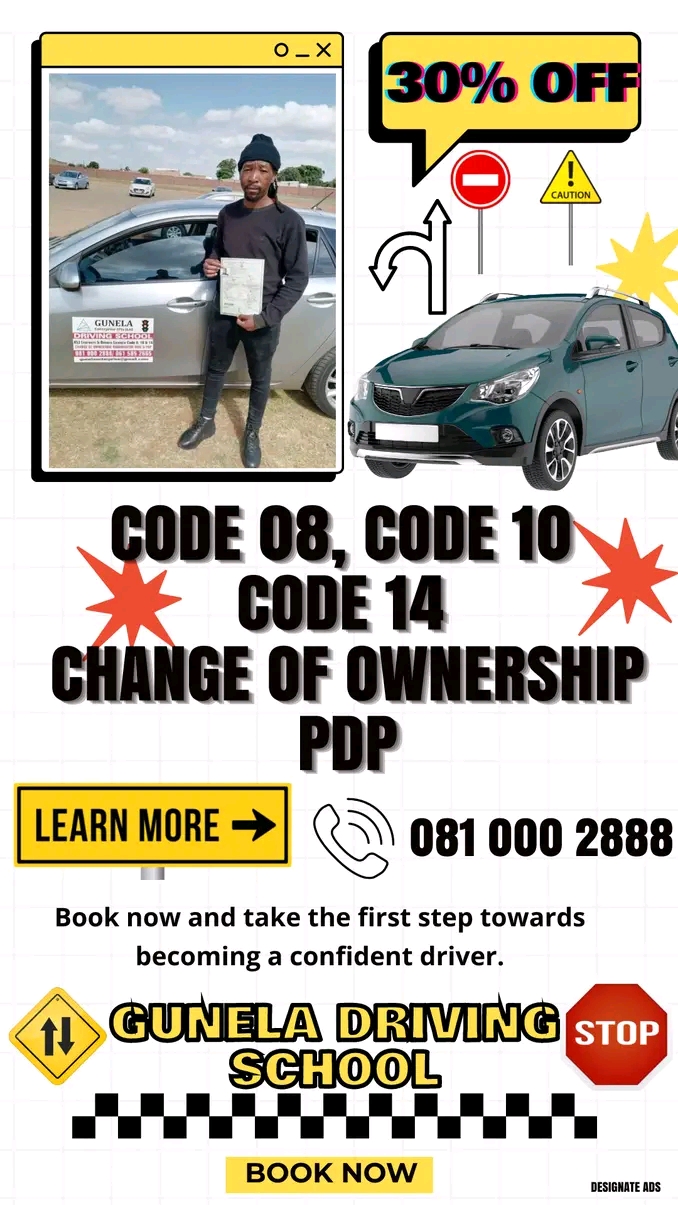 30% OFF
CAUTION
GUNELA
DRIVING SCHOOL
081 000 2888/
CODE 08, CODE 10
CODE 14
CHANGE OF OWNERSHIP
PDP
LEARN MORE
081 000 2888
Book now and take the first step towards
becoming a confident driver.
GUNELA DRIVING
SCHOOL
STOP
BOOK NOW
DESIGNATE ADS